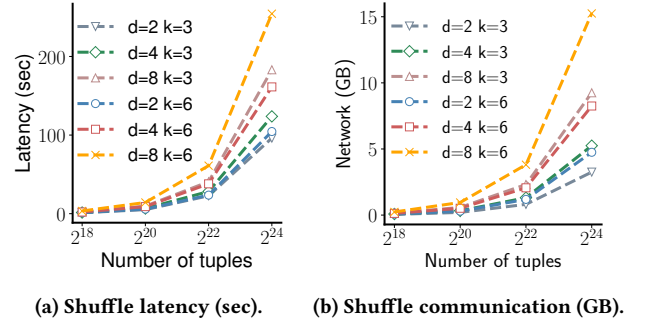 Latency (sec)
200
100
0
d=2 k=3
d=4 k=3
d=8 k=3
d=2 k=6
d=4 k=6
d=8 k=6
2^18 2^20 2^22 2^24
Number of tuples
(a) Shuffle latency (sec).
Network (GB)
15
10
5
0
d=2 k=3
d=4 k=3
d=8 k=3
d=2 k=6
d=4 k=6
d=8 k=6
2^18 2^20 2^22 2^24
Number of tuples
(b) Shuffle communication (GB).